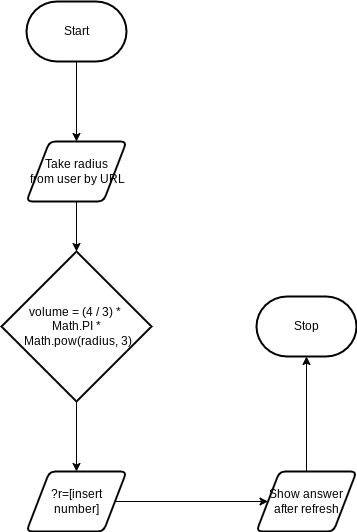 Start
Take radius
from user by URL
volume = (4 / 3) *
Math.PI *
Math.pow(radius, 3)
Stop
?r=[insert
number]
Show answer
after refresh